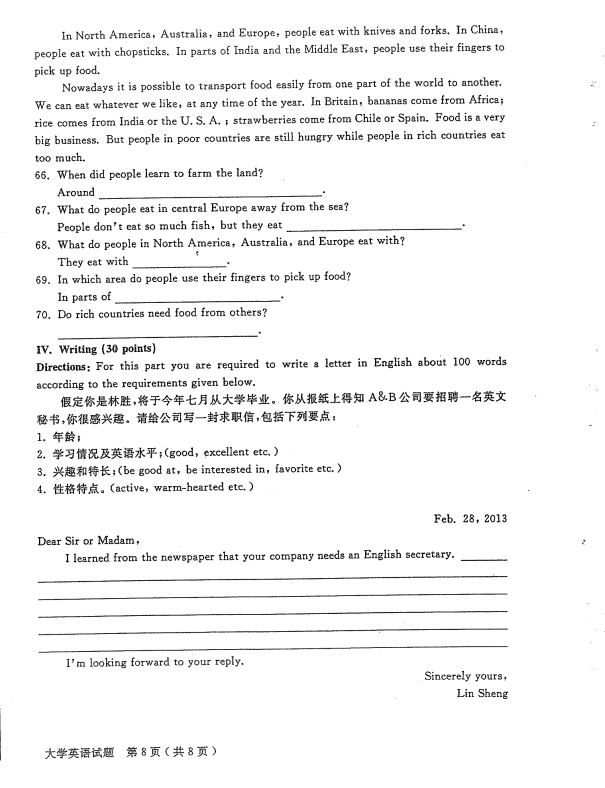 In North America, Australia, and Europe, people eat with knives and forks. In China,
people eat with chopsticks. In parts of India and the Middle East, people use their fingers to
pick up food.
Nowadays it is possible to transport food easily from one part of the world to another.
We can eat whatever we like, at any time of the year. In Britain, bananas come from Africa;
rice comes from India or the U. S. A. ; strawberries come from Chile or Spain. Food is a very
big business. But people in poor countries are still hungry while people in rich countries eat
too much.
66. When did people learn to farm the land?
Around ______.
67. What do people eat in central Europe away from the sea?
People don't eat so much fish, but they eat ______.
68. What do people in North America, Australia, and Europe eat with?
They eat with ______.
69. In which area do people use their fingers to pick up food?
In parts of ______.
70. Do rich countries need food from others?
______.
IV. Writing (30 points)
Directions: For this part you are required to write a letter in English about 100 words
according to the requirements given below.
假定你是林胜,将于今年七月从大学毕业。你从报纸上得知 A&B 公司要招聘一名英文
秘书,你很感兴趣。请给公司写一封求职信,包括下列要点:
1. 年龄;
2. 学习情况及英语水平;(good, excellent etc. )
3. 兴趣和特长;(be good at, be interested in, favorite etc. )
4. 性格特点。(active, warm-hearted etc. )
Feb. 28, 2013
Dear Sir or Madam,
I learned from the newspaper that your company needs an English secretary. ______
I'm looking forward to your reply.
Sincerely yours,
Lin Sheng
大学英语试题 第 8 页 ( 共 8 页 )